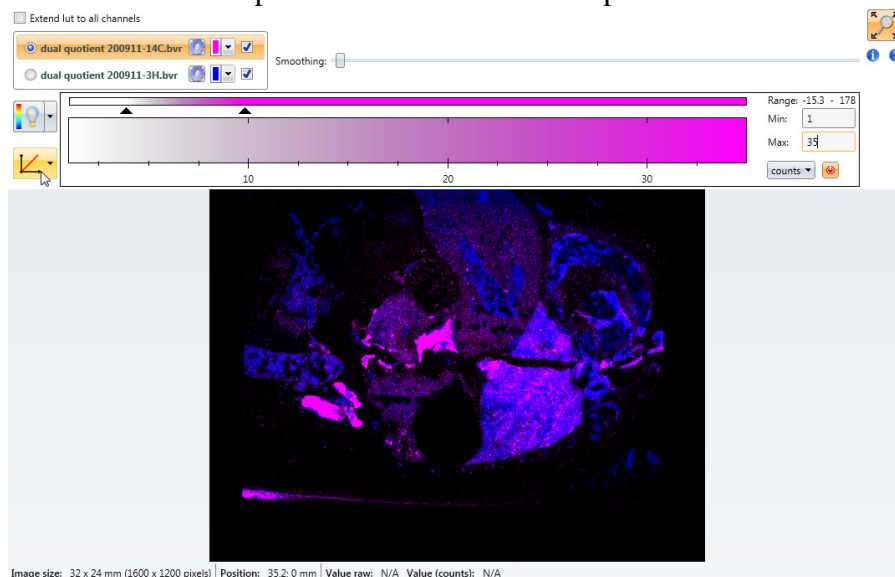 Extend lut to all channels
dual quotient 200911-14C.bvr
dual quotient 200911-3H.bvr
Smoothing:
Range: -15.3 - 178
Min: 1
Max: 35
counts
10 20 30
Image size: 32 x 24 mm (1600 x 1200 pixels) Position: 35.2; 0 mm Value raw: N/A Value (counts): N/A